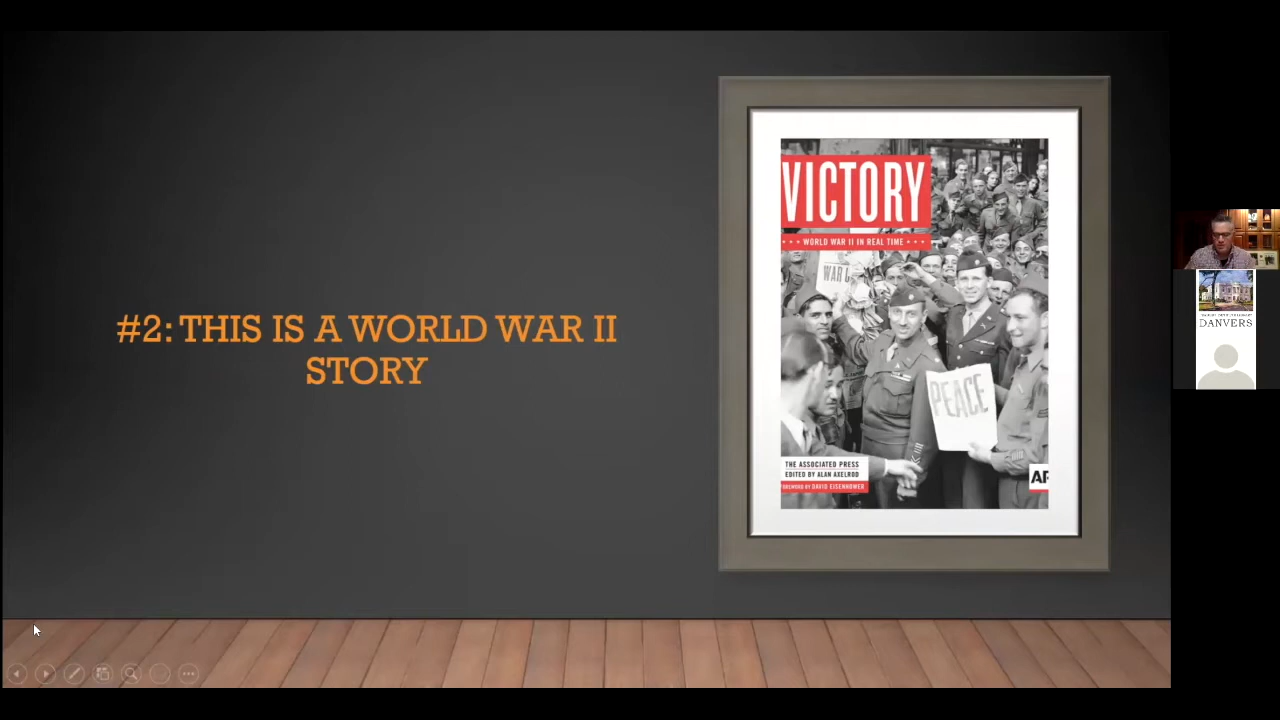 #2: THIS IS A WORLD WAR II
STORY
VICTORY
WORLD WAR II IN REAL TIME
WAR
PEACE
THE ASSOCIATED PRESS
EDITED BY ALAN AXELROD
FOREWORD BY DAVID EISENHOWER
AP
DANVERS